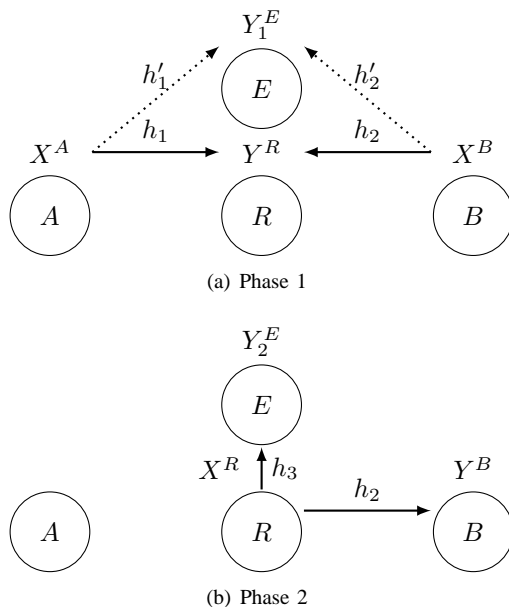 Y_1^E
h'_1
E
h'_2
X^A
h_1
Y^R
h_2
X^B
A
R
B
(a) Phase 1
Y_2^E
E
X^R
h_3
h_2
Y^B
A
R
B
(b) Phase 2